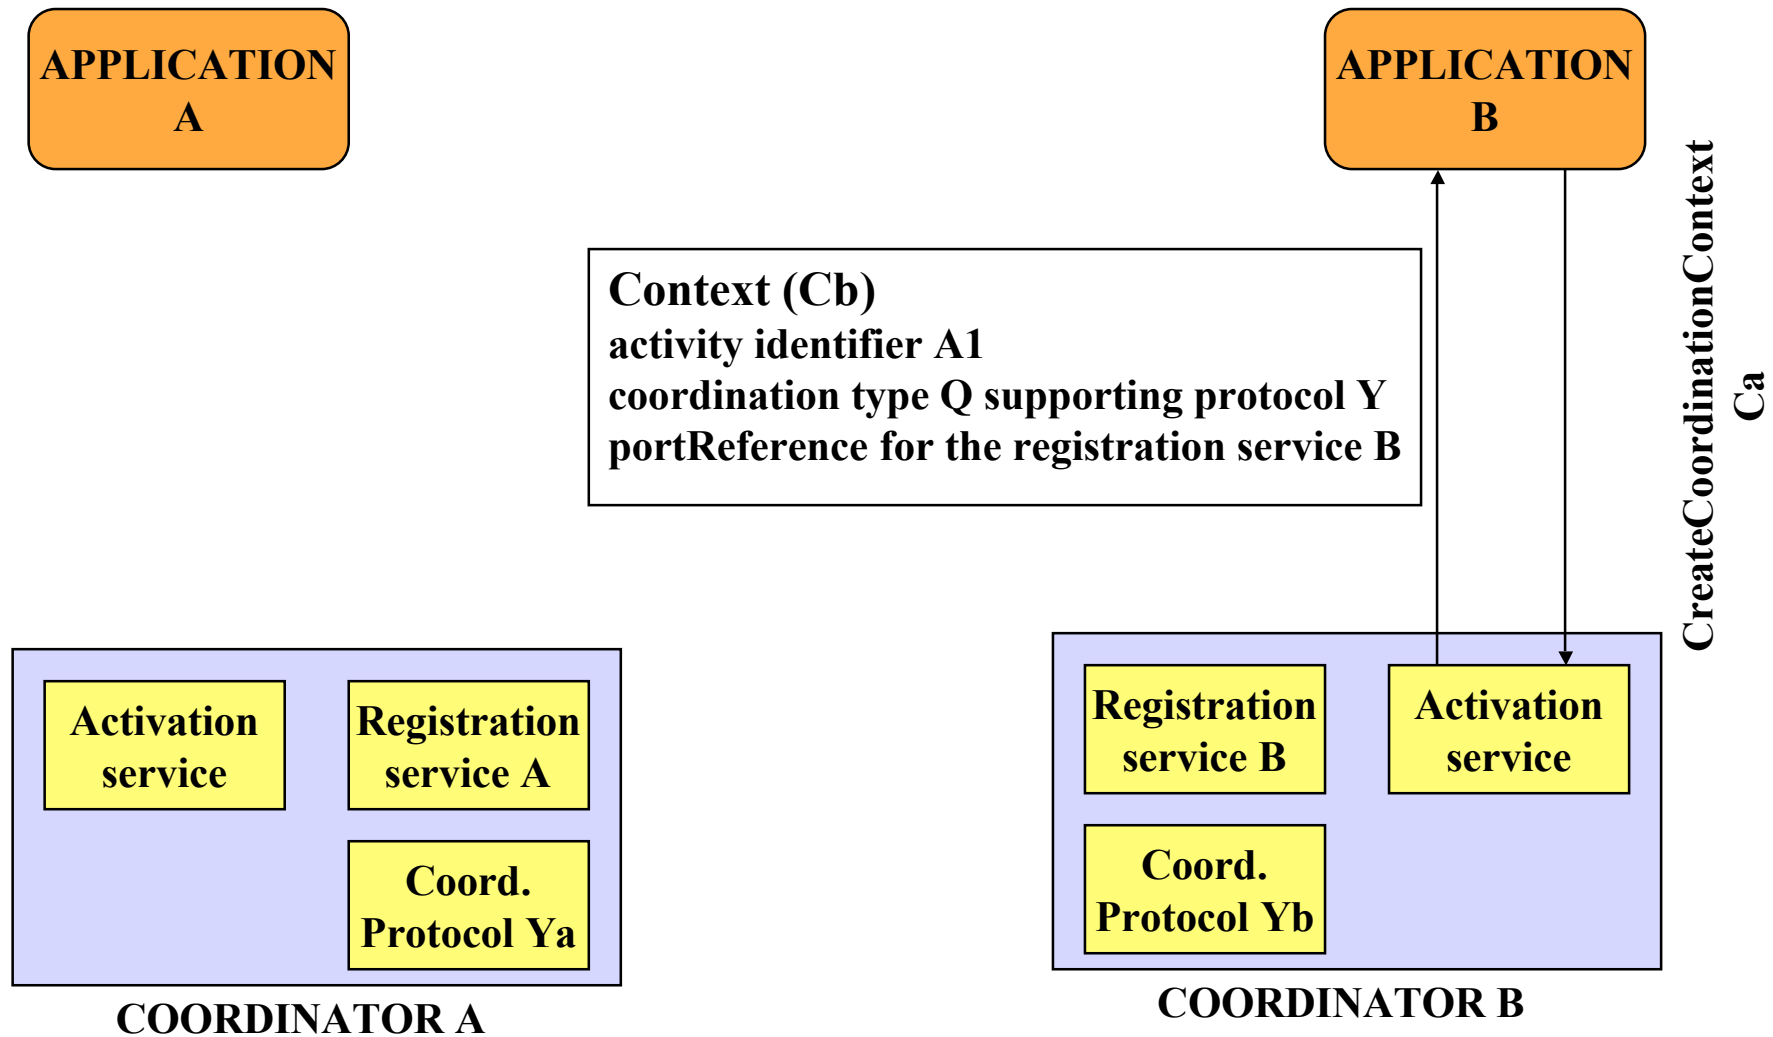 APPLICATION
A
APPLICATION
B
CreateCoordinationContext
Ca
Context (Cb)
activity identifier A1
coordination type Q supporting protocol Y
portReference for the registration service B
Activation
service
Registration
service A
Coord.
Protocol Ya
COORDINATOR A
Registration
service B
Activation
service
Coord.
Protocol Yb
COORDINATOR B